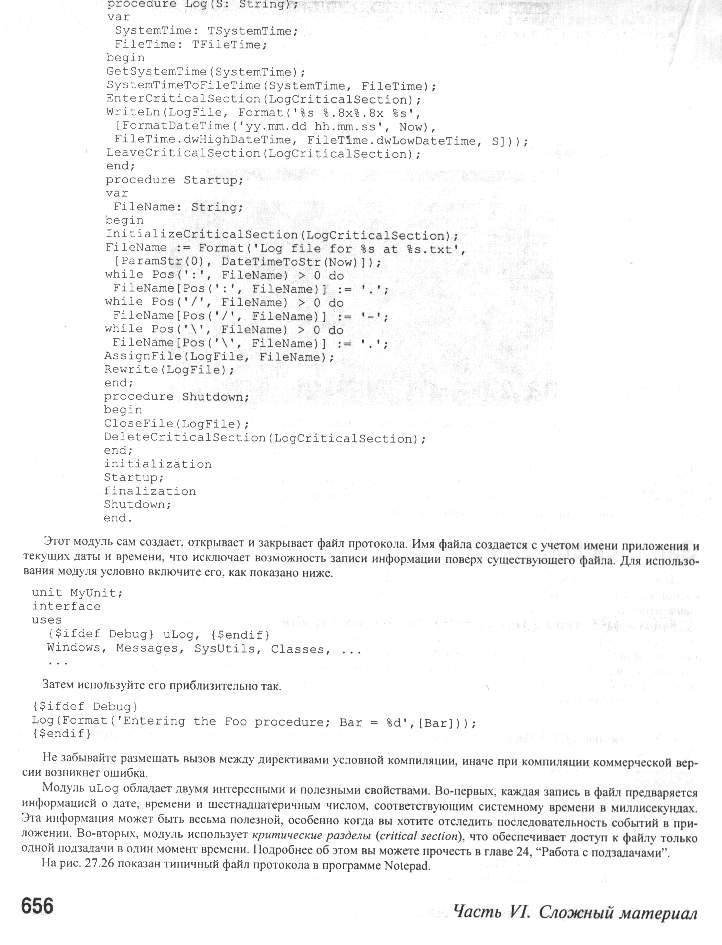 procedure Log(S: String);
var
SystemTime: TSystemTime;
FileTime: TFileTime;
begin
GetSystemTime(SystemTime);
SystemTimeToFileTime(SystemTime, FileTime);
EnterCriticalSection(LogCriticalSection);
WriteLn(LogFile, Format('%s %.8x%.8x %s',
[FormatDateTime('yy.mm.dd hh.mm.ss', Now),
FileTime.dwHighDateTime, FileTime.dwLowDateTime, S]));
LeaveCriticalSection(LogCriticalSection);
end;
procedure Startup;
var
FileName: String;
begin
InitializeCriticalSection(LogCriticalSection);
FileName := Format('Log file for %s at %s.txt',
[ParamStr(0), DateTimeToStr(Now)]);
while Pos(':', FileName) > 0 do
FileName[Pos(':', FileName)] := '.';
while Pos('/', FileName) > 0 do
FileName[Pos('/', FileName)] := '-';
while Pos('\', FileName) > 0 do
FileName[Pos('\', FileName)] := '.';
AssignFile(LogFile, FileName);
Rewrite(LogFile);
end;
procedure Shutdown;
begin
CloseFile(LogFile);
DeleteCriticalSection(LogCriticalSection);
end;
initialization
Startup;
finalization
Shutdown;
end.
Этот модуль сам создает, открывает и закрывает файл протокола. Имя файла создается с учетом имени приложения и
текущих даты и времени, что исключает возможность записи информации поверх существующего файла. Для использо-
вания модуля условно включите его, как показано ниже.
unit MyUnit;
interface
uses
{$ifdef Debug} uLog, {$endif}
Windows, Messages, SysUtils, Classes, ...
...
Затем используйте его приблизительно так.
{$ifdef Debug}
Log(Format('Entering the Foo procedure; Bar = %d',[Bar]));
{$endif}
Не забывайте размещать вызов между директивами условной компиляции, иначе при компиляции коммерческой вер-
сии возникнет ошибка.
Модуль uLog обладает двумя интересными и полезными свойствами. Во-первых, каждая запись в файл предваряется
информацией о дате, времени и шестнадцатеричным числом, соответствующим системному времени в миллисекундах.
Эта информация может быть весьма полезной, особенно когда вы хотите отследить последовательность событий в при-
ложении. Во-вторых, модуль использует критические разделы (critical section), что обеспечивает доступ к файлу только
одной подзадачи в один момент времени. Подробнее об этом вы можете прочесть в главе 24, “Работа с подзадачами”.
На рис. 27.26 показан типичный файл протокола в программе Notepad.
656
Часть VI. Сложный материал